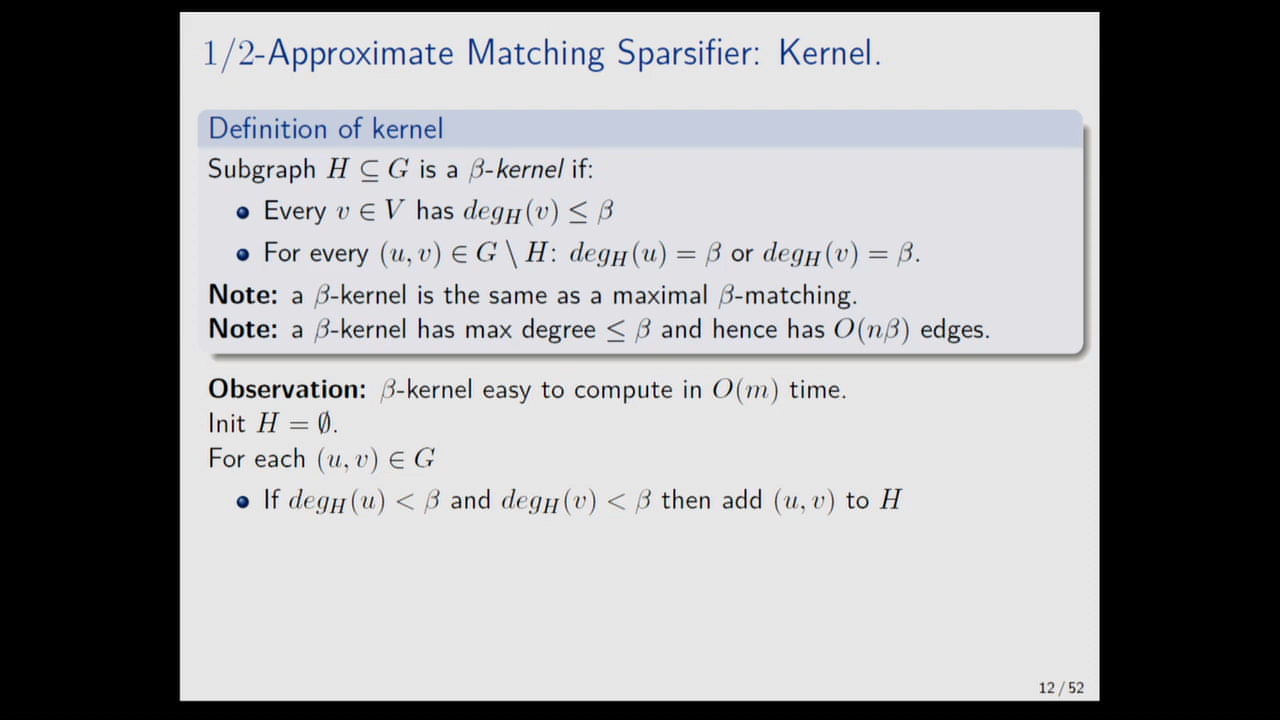 1/2-Approximate Matching Sparsifier: Kernel.
Definition of kernel
Subgraph H ⊆ G is a β-kernel if:
Every v ∈ V has deg_H(v) ≤ β
For every (u, v) ∈ G \ H: deg_H(u) = β or deg_H(v) = β.
Note: a β-kernel is the same as a maximal β-matching.
Note: a β-kernel has max degree ≤ β and hence has O(nβ) edges.
Observation: β-kernel easy to compute in O(m) time.
Init H = ∅.
For each (u, v) ∈ G
If deg_H(u) < β and deg_H(v) < β then add (u, v) to H
12 / 52